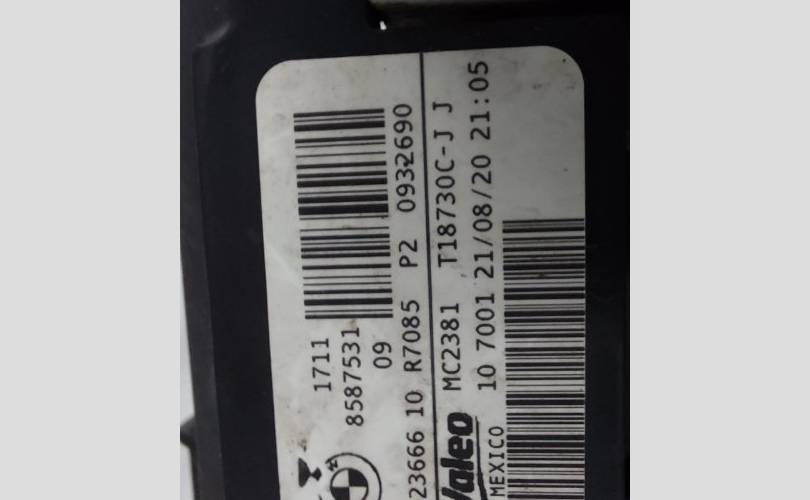 1711
8587531
09
23666 10 R7085 P2 0932690
MC2381 T18730C-J J
10 7001 21/08/20 21:05
Valeo
MEXICO